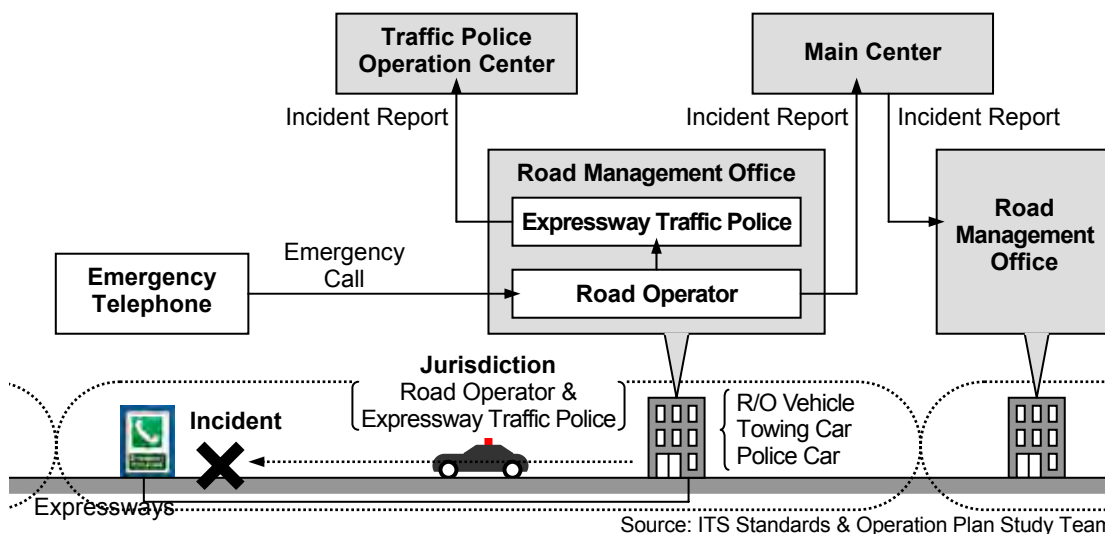 Traffic Police
Operation Center
Main Center
Incident Report
Incident Report
Incident Report
Road Management Office
Expressway Traffic Police
Road Operator
Emergency
Call
Emergency
Telephone
Road
Management
Office
Jurisdiction
Road Operator &
Expressway Traffic Police
Incident
R/O Vehicle
Towing Car
Police Car
Expressways
Source: ITS Standards & Operation Plan Study Team